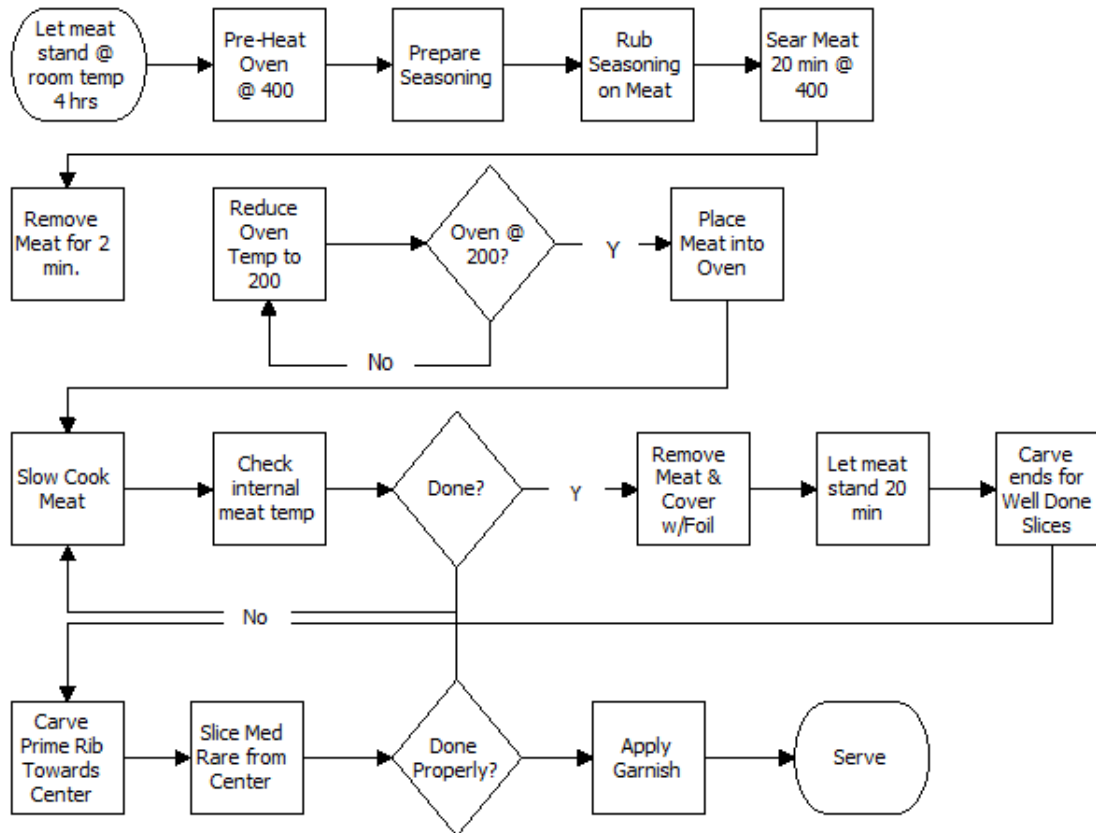 Let meat
stand @
room temp
4 hrs
Pre-Heat
Oven
@ 400
Prepare
Seasoning
Rub
Seasoning
on Meat
Sear Meat
20 min @
400
Remove
Meat for 2
min.
Reduce
Oven
Temp to
200
Oven @
200?
Y
Place
Meat into
Oven
No
Slow Cook
Meat
Check
internal
meat temp
Done?
Y
Remove
Meat &
Cover
w/Foil
Let meat
stand 20
min
Carve
ends for
Well Done
Slices
No
Carve
Prime Rib
Towards
Center
Slice Med
Rare from
Center
Done
Properly?
Apply
Garnish
Serve